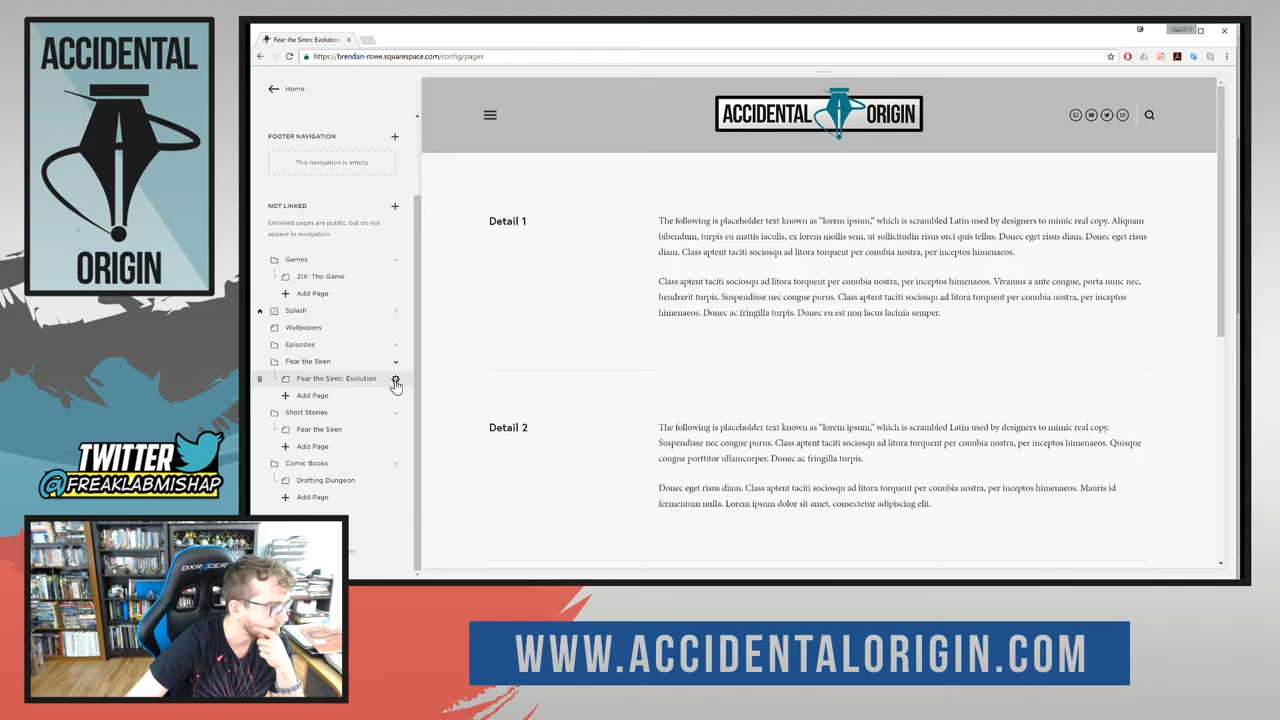 ACCIDENTAL
ORIGIN
TWITTER
@FREAKLABMISHAP
DXRACER
Fear the Siren: Evolution
https://brendan-rowe.squarespace.com/config/pages
Home
FOOTER NAVIGATION
This navigation is empty
NOT LINKED
Unlinked pages are public, but do not
appear in navigation.
Games
ZIX: The Game
Add Page
Splash
Wallpapers
Episodes
Fear the Siren
Fear the Siren: Evolution
Add Page
Short Stories
Fear the Siren
Add Page
Comic Books
Drafting Dungeon
Add Page
ACCIDENTAL ORIGIN
Detail 1
The following is placeholder text known as “lorem ipsum,” which is scrambled Latin used by designers to mimic real copy. Aliquam
bibendum, turpis eu mattis iaculis, ex lorem mollis sem, ut sollicitudin risus orci quis tellus. Donec eget risus diam. Donec eget risus
diam. Class aptent taciti sociosqu ad litora torquent per conubia nostra, per inceptos himenaeos.
Class aptent taciti sociosqu ad litora torquent per conubia nostra, per inceptos himenaeos. Vivamus a ante congue, porta nunc nec,
hendrerit turpis. Suspendisse nec congue purus. Class aptent taciti sociosqu ad litora torquent per conubia nostra, per inceptos
himenaeos. Donec ac fringilla turpis. Donec eu est non lacus lacinia semper.
Detail 2
The following is placeholder text known as “lorem ipsum,” which is scrambled Latin used by designers to mimic real copy.
Suspendisse nec congue purus. Class aptent taciti sociosqu ad litora torquent per conubia nostra, per inceptos himenaeos. Quisque
congue porttitor ullamcorper. Donec ac fringilla turpis.
Donec eget risus diam. Class aptent taciti sociosqu ad litora torquent per conubia nostra, per inceptos himenaeos. Mauris id
fermentum nulla. Lorem ipsum dolor sit amet, consectetur adipiscing elit.
WWW.ACCIDENTALORIGIN.COM